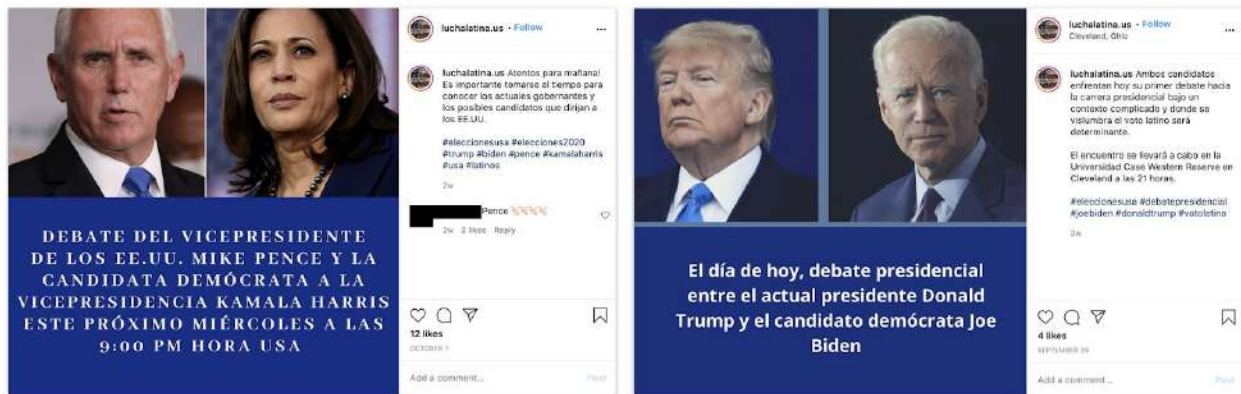 luchalatina.us • Follow
luchalatina.us Atentos para mañana!
Es importante tomarse el tiempo para
conocer los actuales gobernantes y
los posibles candidatos que dirijan a
los EE.UU.
#eleccionesusa #elecciones2020
#trump #biden #pence #kamalaharris
#usa #latinos
2w
Pence
2w 2 likes Reply
12 likes
OCTOBER
Add a comment... Post
DEBATE DEL VICEPRESIDENTE
DE LOS EE.UU. MIKE PENCE Y LA
CANDIDATA DEMÓCRATA A LA
VICEPRESIDENCIA KAMALA HARRIS
ESTE PRÓXIMO MIÉRCOLES A LAS
9:00 PM HORA USA
luchalatina.us • Follow
Cleveland, Ohio
luchalatina.us Ambos candidatos
enfrentan hoy su primer debate hacia
la carrera presidencial bajo un
contexto complicado y donde se
vislumbra el voto latino será
determinante.
El encuentro se llevará a cabo en la
Universidad Case Western Reserve en
Cleveland a las 21 horas.
#eleccionesusa #debatepresidencial
#joebiden #donaldtrump #votolatino
4 likes
SEPTEMBER 29
Add a comment... Post
El día de hoy, debate presidencial
entre el actual presidente Donald
Trump y el candidato demócrata Joe
Biden